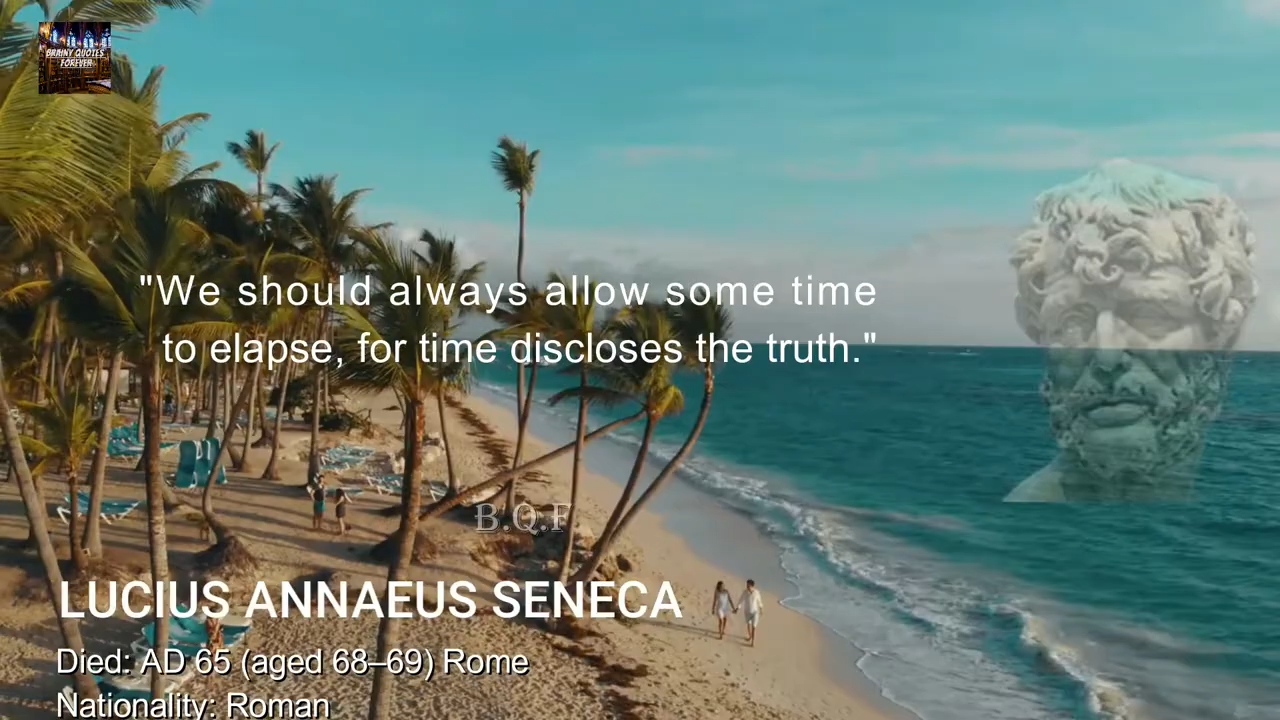 BRAINY QUOTES
FOREVER
"We should always allow some time
to elapse, for time discloses the truth."
B.Q.F
LUCIUS ANNAEUS SENECA
Died: AD 65 (aged 68–69) Rome
Nationality: Roman